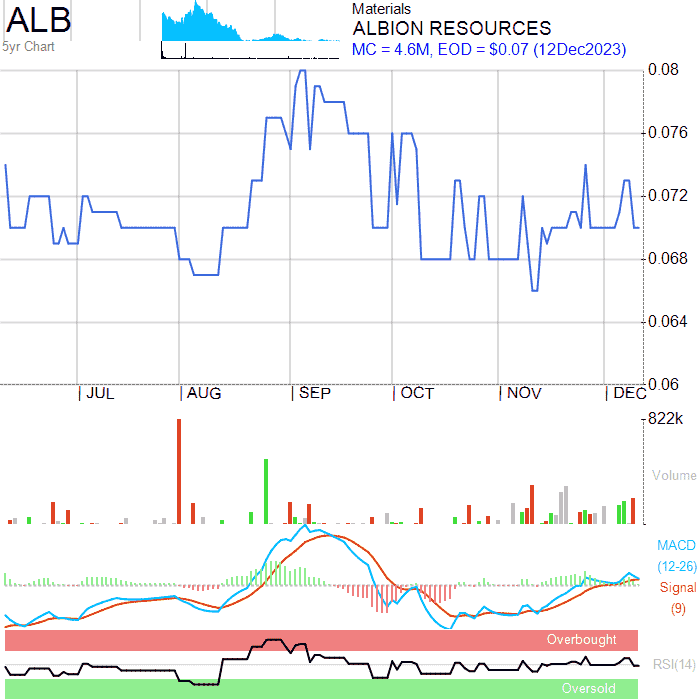 ALB
5yr Chart
Materials
ALBION RESOURCES
MC = 4.6M, EOD = $0.07 (12Dec2023)
0.08
0.076
0.072
0.068
0.064
0.06
JUL
AUG
SEP
OCT
NOV
DEC
822k
Volume
MACD
(12-26)
Signal
(9)
Overbought
RSI(14)
Oversold